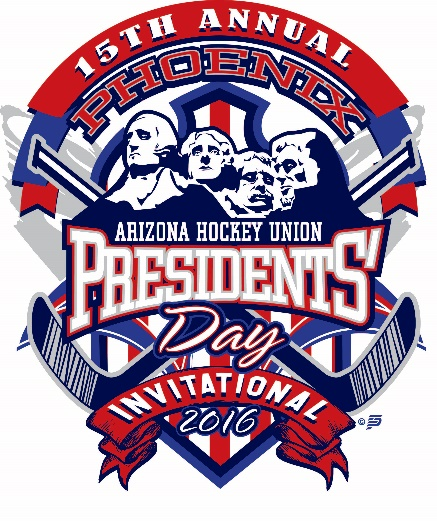 15TH ANNUAL
PHOENIX
ARIZONA HOCKEY UNION
PRESIDENTS'
Day
INVITATIONAL
2016
©